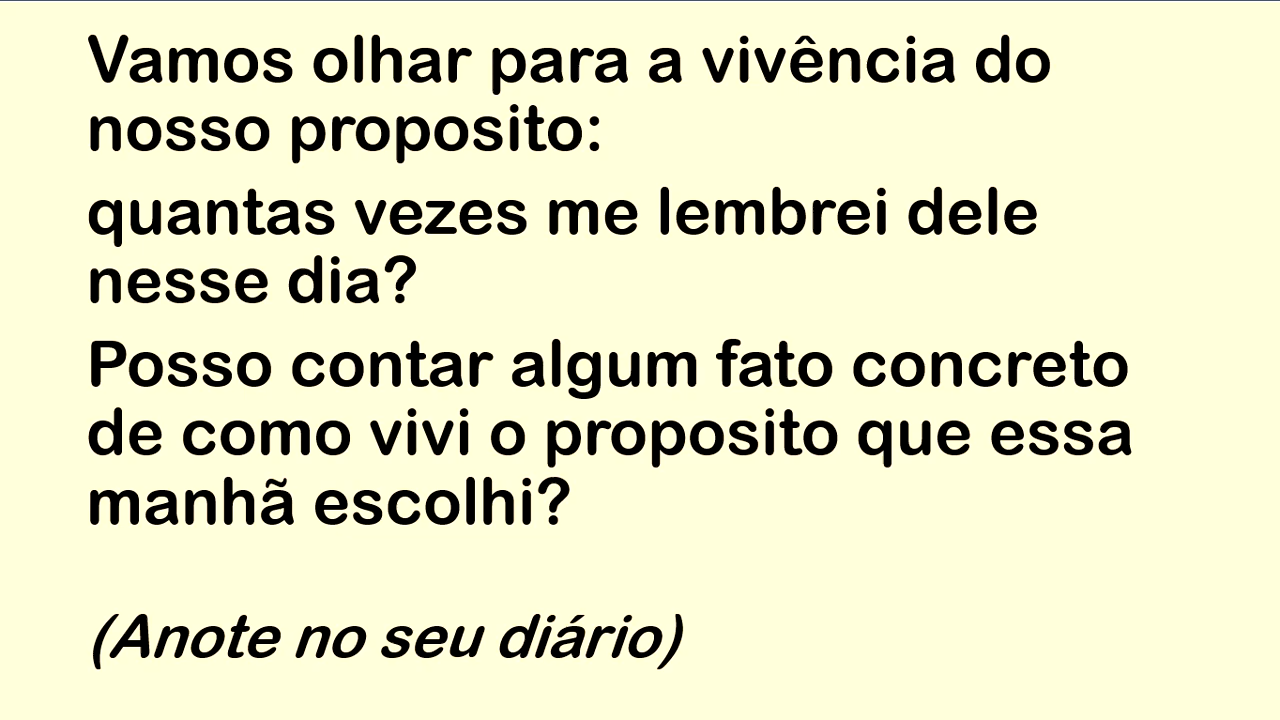 Vamos olhar para a vivência do
nosso proposito:
quantas vezes me lembrei dele
nesse dia?
Posso contar algum fato concreto
de como vivi o proposito que essa
manhã escolhi?
(Anote no seu diário)